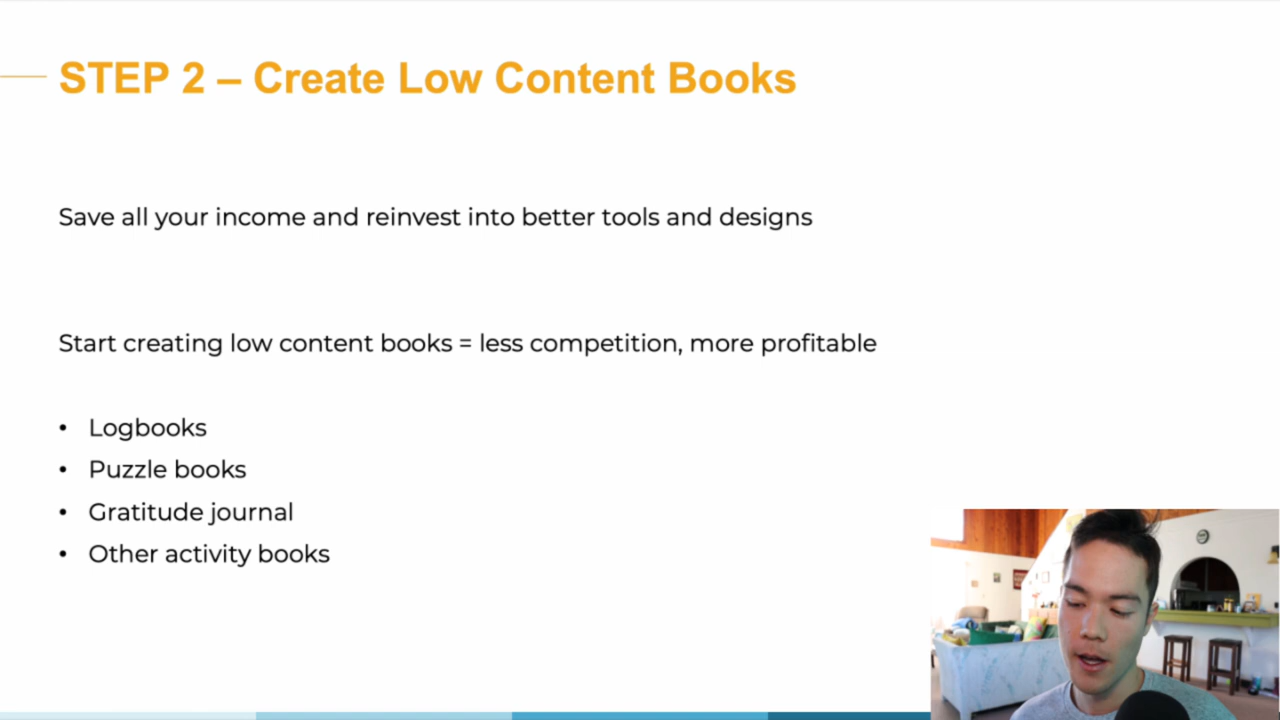 STEP 2 – Create Low Content Books
Save all your income and reinvest into better tools and designs
Start creating low content books = less competition, more profitable
• Logbooks
• Puzzle books
• Gratitude journal
• Other activity books